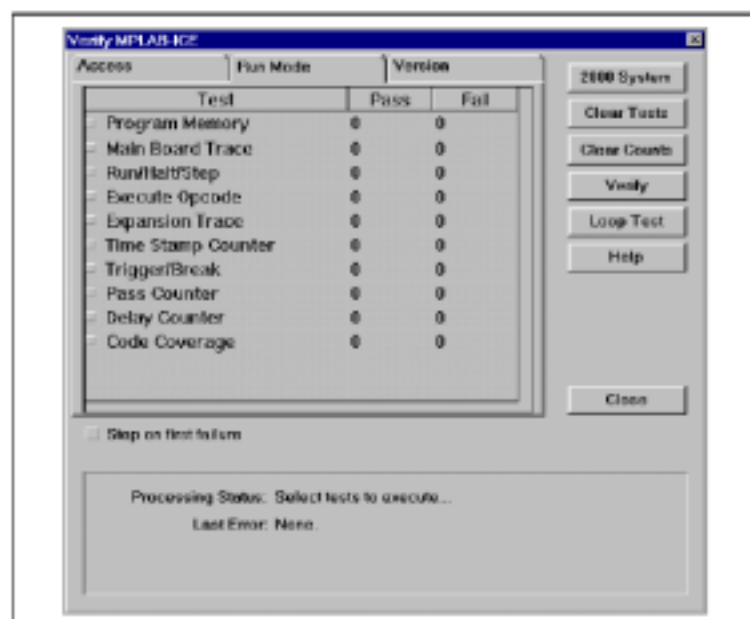 Verify MPLAB-ICE
Access Run Mode Version
Test Pass Fail
Program Memory 0 0
Main Board Trace 0 0
Run/Halt/Step 0 0
Execute Opcode 0 0
Expansion Trace 0 0
Time Stamp Counter 0 0
Trigger/Break 0 0
Pass Counter 0 0
Delay Counter 0 0
Code Coverage 0 0
Stop on first failure
Processing Status: Select tests to execute...
Last Error: None.
2000 System
Clear Tests
Clear Counts
Verify
Loop Test
Help
Close